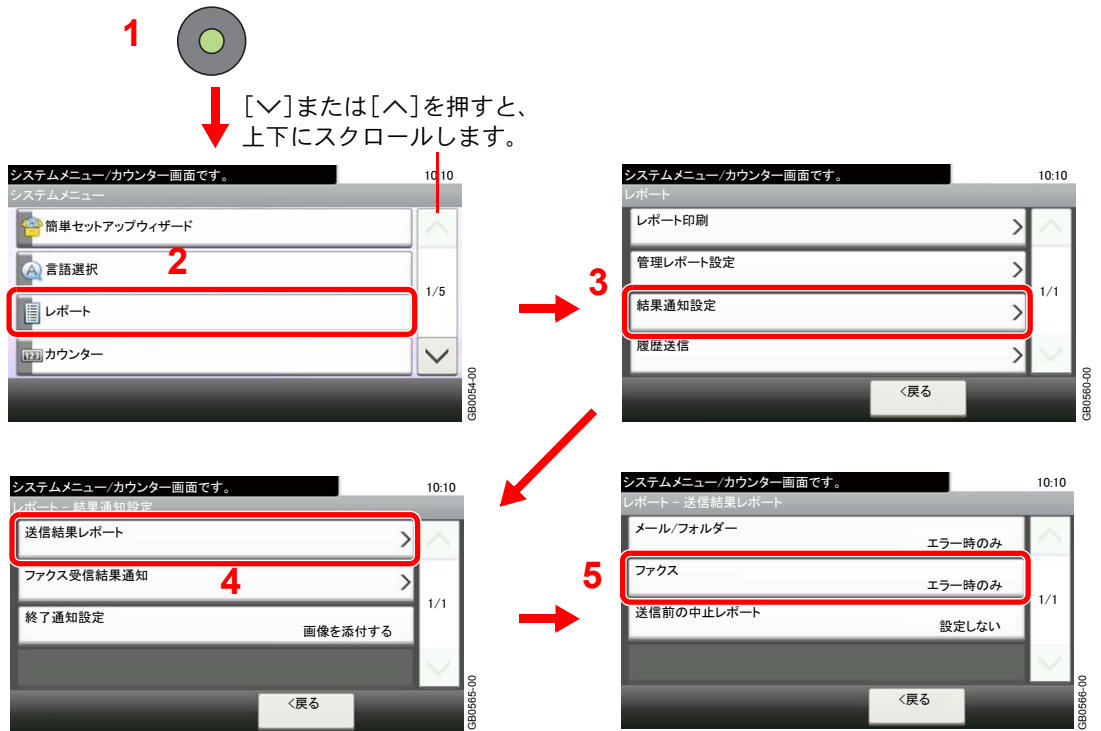 1
[∨]または[∧]を押すと、
上下にスクロールします。
システムメニュー/カウンター画面です。
10:10
システムメニュー
簡単セットアップウィザード
2
言語選択
1/5
レポート
123 カウンター
GB0054-00
システムメニュー/カウンター画面です。
10:10
レポート
レポート印刷
管理レポート設定
3
1/1
結果通知設定
履歴送信
<戻る
GB0560-00
システムメニュー/カウンター画面です。
10:10
レポート - 結果通知設定
送信結果レポート
ファクス受信結果通知
4
1/1
終了通知設定
画像を添付する
<戻る
GB0565-00
システムメニュー/カウンター画面です。
10:10
レポート - 送信結果レポート
メール/フォルダー
エラー時のみ
5
ファクス
エラー時のみ
1/1
送信前の中止レポート
設定しない
<戻る
GB0566-00